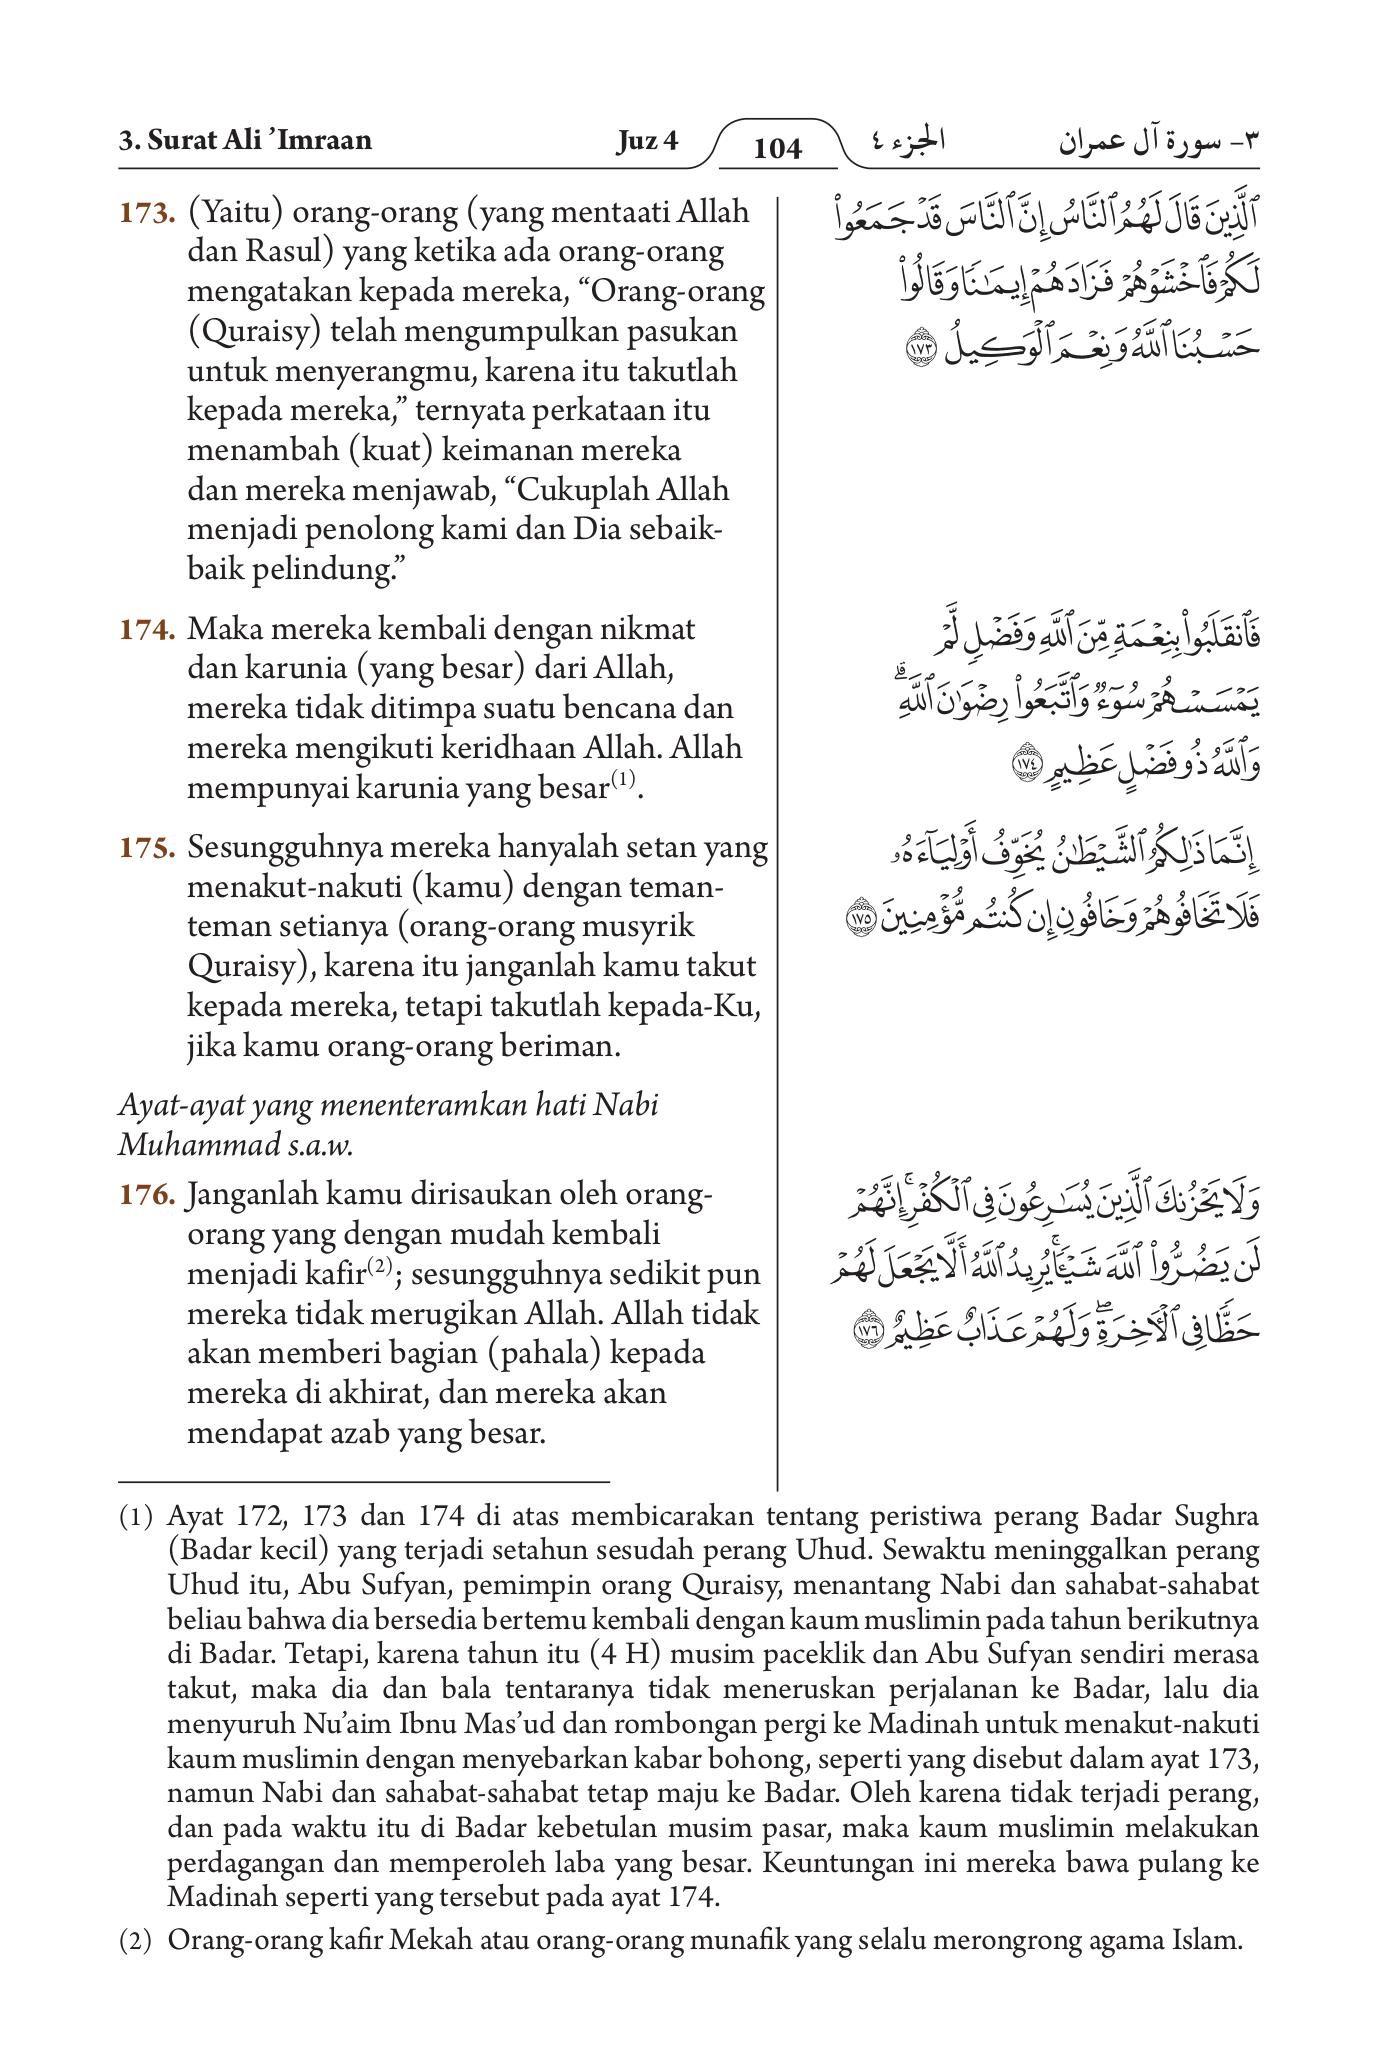 3. Surat Ali ’Imraan Juz 4 104 الجزء ٤ ٣- سورة آل عمران
173. (Yaitu) orang-orang (yang mentaati Allah
dan Rasul) yang ketika ada orang-orang
mengatakan kepada mereka, “Orang-orang
(Quraisy) telah mengumpulkan pasukan
untuk menyerangmu, karena itu takutlah
kepada mereka,” ternyata perkataan itu
menambah (kuat) keimanan mereka
dan mereka menjawab, “Cukuplah Allah
menjadi penolong kami dan Dia sebaik-
baik pelindung.”
ٱلَّذِينَ قَالَ لَهُمُ ٱلنَّاسُ إِنَّ ٱلنَّاسَ قَدْ جَمَعُوا۟
لَكُمْ فَٱخْشَوْهُمْ فَزَادَهُمْ إِيمَـٰنًا وَقَالُوا۟
حَسْبُنَا ٱللَّهُ وَنِعْمَ ٱلْوَكِيلُ ١٧٣
174. Maka mereka kembali dengan nikmat
dan karunia (yang besar) dari Allah,
mereka tidak ditimpa suatu bencana dan
mereka mengikuti keridhaan Allah. Allah
mempunyai karunia yang besar(1).
فَٱنقَلَبُوا۟ بِنِعْمَةٍ مِّنَ ٱللَّهِ وَفَضْلٍ لَّمْ
يَمْسَسْهُمْ سُوٓءٌ وَٱتَّبَعُوا۟ رِضْوَٰنَ ٱللَّهِ ۗ
وَٱللَّهُ ذُو فَضْلٍ عَظِيمٍ ١٧٤
175. Sesungguhnya mereka hanyalah setan yang
menakut-nakuti (kamu) dengan teman-
teman setianya (orang-orang musyrik
Quraisy), karena itu janganlah kamu takut
kepada mereka, tetapi takutlah kepada-Ku,
jika kamu orang-orang beriman.
إِنَّمَا ذَٰلِكُمُ ٱلشَّيْطَـٰنُ يُخَوِّفُ أَوْلِيَآءَهُۥ
فَلَا تَخَافُوهُمْ وَخَافُونِ إِن كُنتُم مُّؤْمِنِينَ ١٧٥
Ayat-ayat yang menenteramkan hati Nabi
Muhammad s.a.w.
176. Janganlah kamu dirisaukan oleh orang-
orang yang dengan mudah kembali
menjadi kafir(2); sesungguhnya sedikit pun
mereka tidak merugikan Allah. Allah tidak
akan memberi bagian (pahala) kepada
mereka di akhirat, dan mereka akan
mendapat azab yang besar.
وَلَا يَحْزُنكَ ٱلَّذِينَ يُسَـٰرِعُونَ فِى ٱلْكُفْرِ ۚ إِنَّهُمْ
لَن يَضُرُّوا۟ ٱللَّهَ شَيْـًٔا ۗ يُرِيدُ ٱللَّهُ أَلَّا يَجْعَلَ لَهُمْ
حَظًّا فِى ٱلْـَٔاخِرَةِ ۖ وَلَهُمْ عَذَابٌ عَظِيمٌ ١٧٦
(1) Ayat 172, 173 dan 174 di atas membicarakan tentang peristiwa perang Badar Sughra
(Badar kecil) yang terjadi setahun sesudah perang Uhud. Sewaktu meninggalkan perang
Uhud itu, Abu Sufyan, pemimpin orang Quraisy, menantang Nabi dan sahabat-sahabat
beliau bahwa dia bersedia bertemu kembali dengan kaum muslimin pada tahun berikutnya
di Badar. Tetapi, karena tahun itu (4 H) musim paceklik dan Abu Sufyan sendiri merasa
takut, maka dia dan bala tentaranya tidak meneruskan perjalanan ke Badar, lalu dia
menyuruh Nu’aim Ibnu Mas’ud dan rombongan pergi ke Madinah untuk menakut-nakuti
kaum muslimin dengan menyebarkan kabar bohong, seperti yang disebut dalam ayat 173,
namun Nabi dan sahabat-sahabat tetap maju ke Badar. Oleh karena tidak terjadi perang,
dan pada waktu itu di Badar kebetulan musim pasar, maka kaum muslimin melakukan
perdagangan dan memperoleh laba yang besar. Keuntungan ini mereka bawa pulang ke
Madinah seperti yang tersebut pada ayat 174.
(2) Orang-orang kafir Mekah atau orang-orang munafik yang selalu merongrong agama Islam.